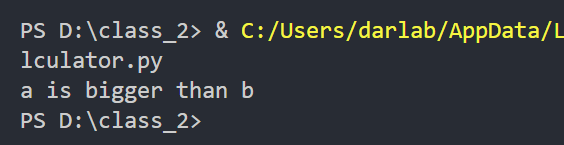 PS D:\class_2> & C:/Users/darlab/AppData/L
lculator.py
a is bigger than b
PS D:\class_2>